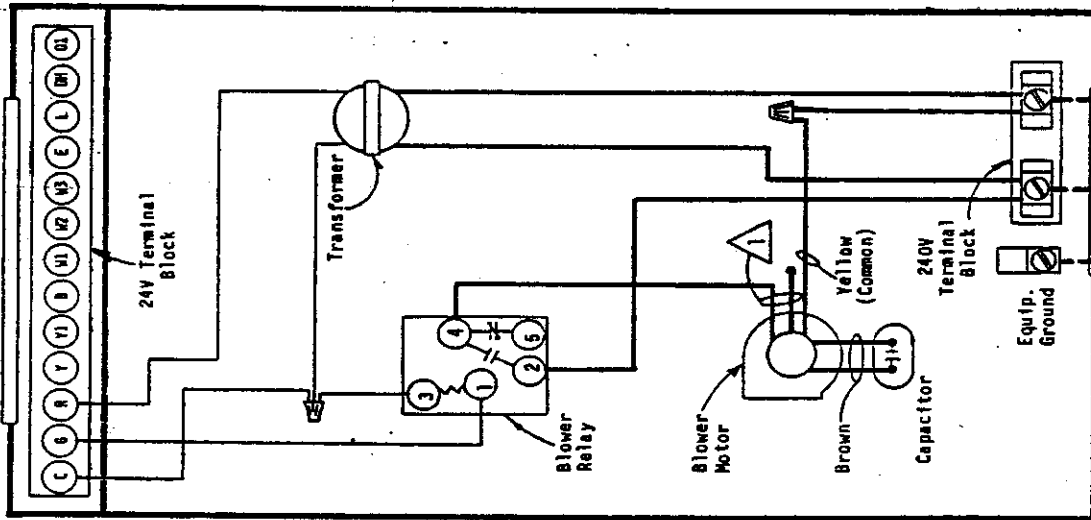 C
G
R
Y
Y1
B
W1
W2
W3
E
L
DH
O1
24V Terminal
Block
Transformer
3
1
4
2
5
Blower
Relay
Blower
Motor
1
Yellow
(Common)
Brown
Capacitor
240V
Terminal
Block
Equip.
Ground